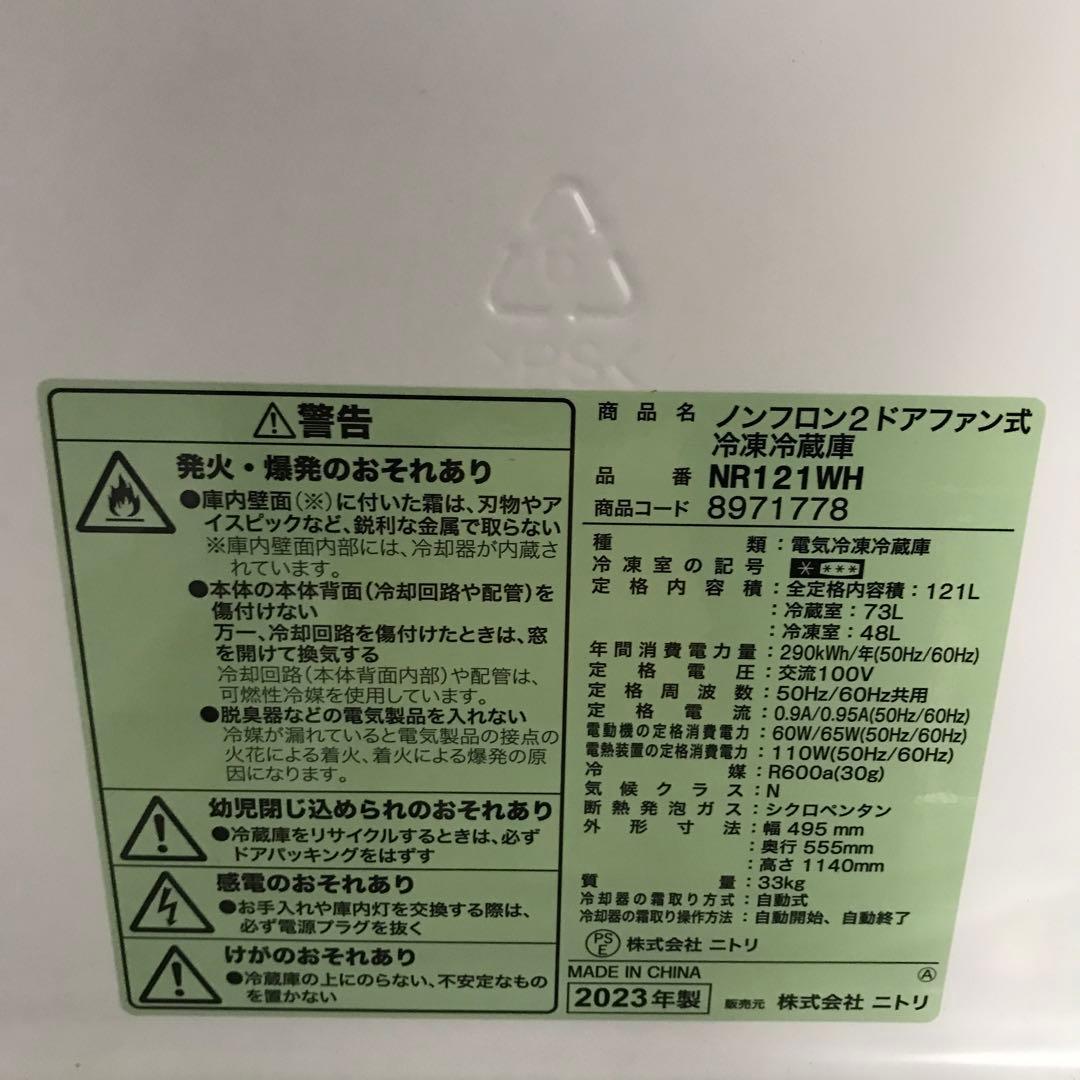 >PS<
⚠警告
発火・爆発のおそれあり
●庫内壁面(※)に付いた霜は、刃物やア
イスピックなど、鋭利な金属で取らない
※庫内壁面内部には、冷却器が内蔵さ
れています。
●本体の本体背面(冷却回路や配管)を
傷付けない
万一、冷却回路を傷付けたときは、窓
を開けて換気する
冷却回路(本体背面内部)や配管は、
可燃性冷媒を使用しています。
●脱臭器などの電気製品を入れない
冷媒が漏れていると電気製品の接点の
火花による着火、着火による爆発の原
因になります。
幼児閉じ込められのおそれあり
●冷蔵庫をリサイクルするときは、必ず
ドアパッキングをはずす
感電のおそれあり
●お手入れや庫内灯を交換する際は、
必ず電源プラグを抜く
けがのおそれあり
●冷蔵庫の上にのらない、不安定なもの
を置かない
商品名 ノンフロン2ドアファン式
冷凍冷蔵庫
品番 NR121WH
商品コード 8971778
種類:電気冷凍冷蔵庫
冷凍室の記号 * ***
定格内容積:全定格内容積:121L
:冷蔵室:73L
:冷凍室:48L
年間消費電力量:290kWh/年(50Hz/60Hz)
定格電圧:交流100V
定格周波数:50Hz/60Hz共用
定格電流:0.9A/0.95A(50Hz/60Hz)
電動機の定格消費電力:60W/65W(50Hz/60Hz)
電熱装置の定格消費電力:110W(50Hz/60Hz)
冷媒:R600a(30g)
気候クラス:N
断熱発泡ガス:シクロペンタン
外形寸法:幅 495 mm
:奥行 555mm
:高さ 1140mm
質量:33kg
冷却器の霜取り方式:自動式
冷却器の霜取り操作方法:自動開始、自動終了
PSE 株式会社 ニトリ
MADE IN CHINA Ⓐ
2023年製 販売元 株式会社 ニトリ